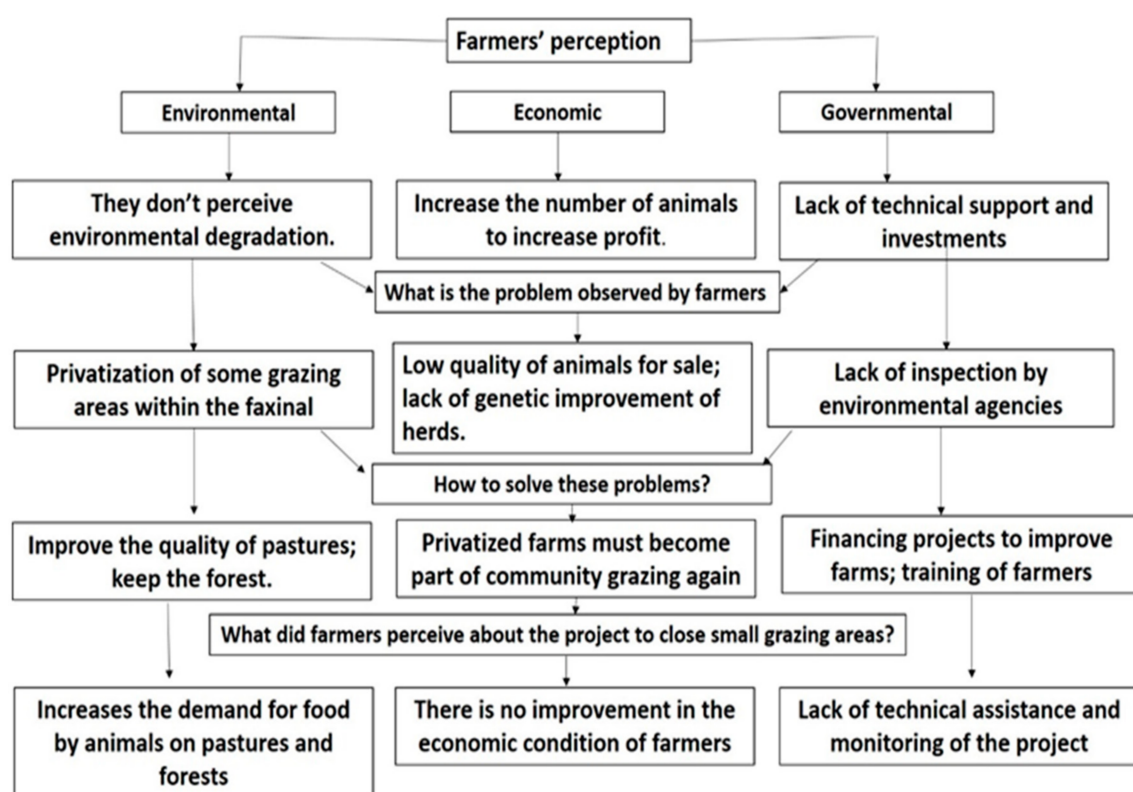 Farmers' perception
Environmental
Economic
Governmental
They don't perceive
environmental degradation.
Increase the number of animals
to increase profit.
Lack of technical support and
investments
What is the problem observed by farmers
Privatization of some grazing
areas within the faxinal
Low quality of animals for sale;
lack of genetic improvement of
herds.
Lack of inspection by
environmental agencies
How to solve these problems?
Improve the quality of pastures;
keep the forest.
Privatized farms must become
part of community grazing again
Financing projects to improve
farms; training of farmers
What did farmers perceive about the project to close small grazing areas?
Increases the demand for food
by animals on pastures and
forests
There is no improvement in the
economic condition of farmers
Lack of technical assistance and
monitoring of the project